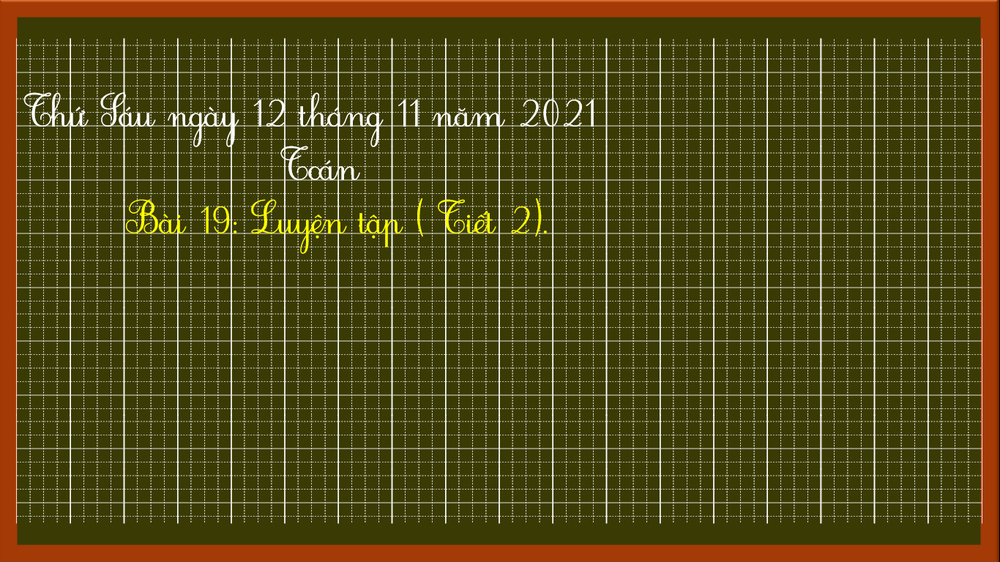 Thứ Sáu ngày 12 tháng 11 năm 2021
Toán
Bài 19: Luyện tập ( Tiết 2).